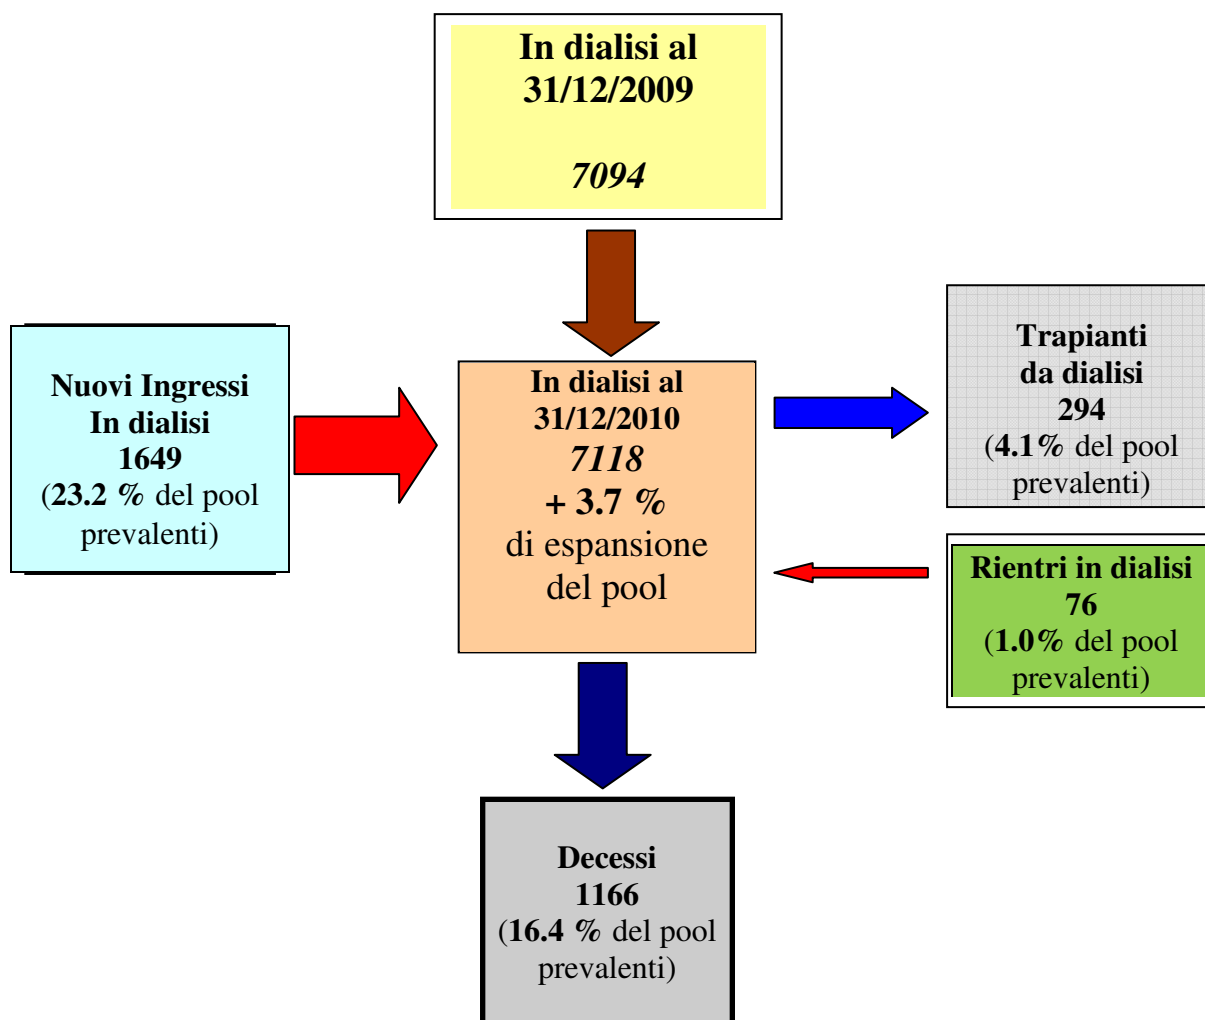 In dialisi al
31/12/2009
7094
Nuovi Ingressi
In dialisi
1649
(23.2 % del pool
prevalenti)
In dialisi al
31/12/2010
7118
+ 3.7 %
di espansione
del pool
Trapianti
da dialisi
294
(4.1% del pool
prevalenti)
Rientri in dialisi
76
(1.0% del pool
prevalenti)
Decessi
1166
(16.4 % del pool
prevalenti)